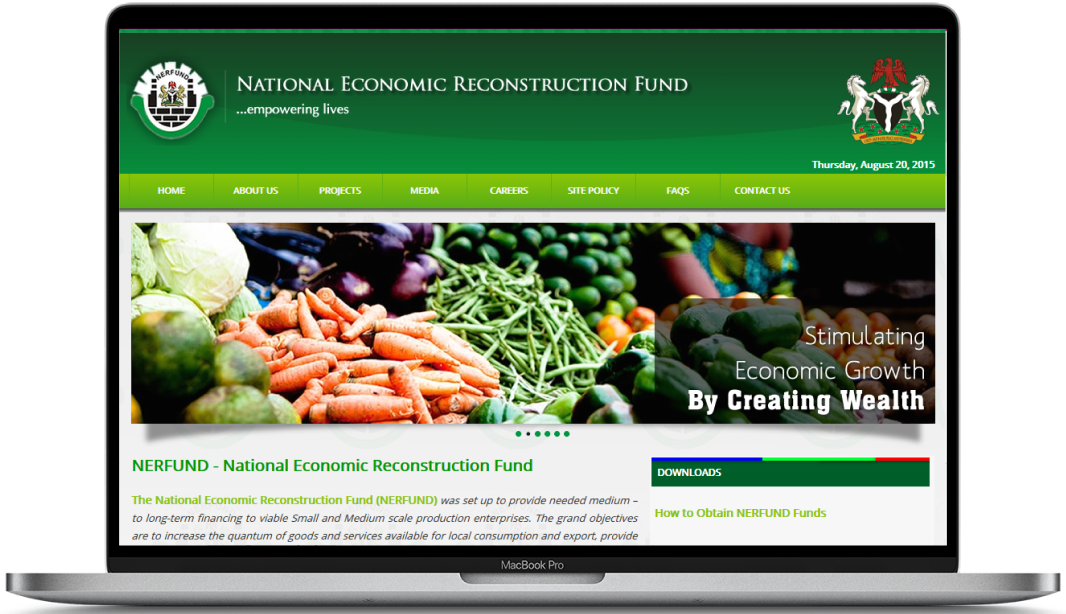 NERFUND
NATIONAL ECONOMIC RECONSTRUCTION FUND
...empowering lives
Thursday, August 20, 2015
HOME ABOUT US PROJECTS MEDIA CAREERS SITE POLICY FAQS CONTACT US
Stimulating
Economic Growth
By Creating Wealth
NERFUND - National Economic Reconstruction Fund
The National Economic Reconstruction Fund (NERFUND) was set up to provide needed medium –
to long-term financing to viable Small and Medium scale production enterprises. The grand objectives
are to increase the quantum of goods and services available for local consumption and export, provide
DOWNLOADS
How to Obtain NERFUND Funds
MacBook Pro